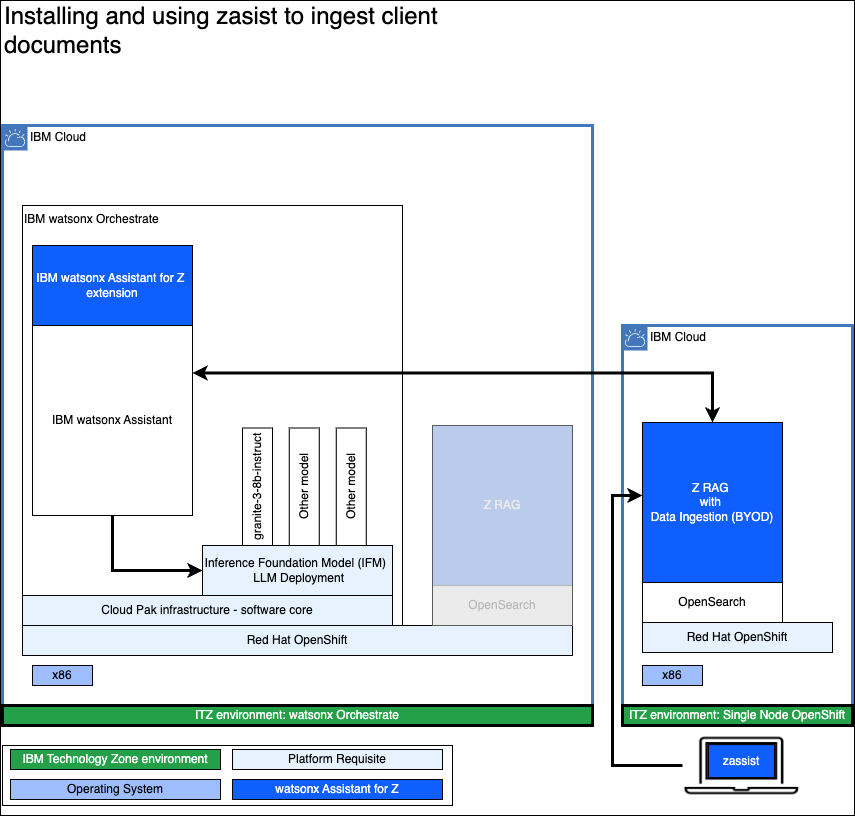 Installing and using zasist to ingest client
documents
IBM Cloud
IBM watsonx Orchestrate
IBM watsonx Assistant for Z
extension
IBM watsonx Assistant
granite-3-8b-instruct
Other model
Other model
Inference Foundation Model (IFM)
LLM Deployment
Cloud Pak infrastructure - software core
Red Hat OpenShift
Z RAG
OpenSearch
x86
ITZ environment: watsonx Orchestrate
IBM Cloud
Z RAG
with
Data Ingestion (BYOD)
OpenSearch
Red Hat OpenShift
x86
ITZ environment: Single Node OpenShift
zassist
IBM Technology Zone environment
Platform Requisite
Operating System
watsonx Assistant for Z